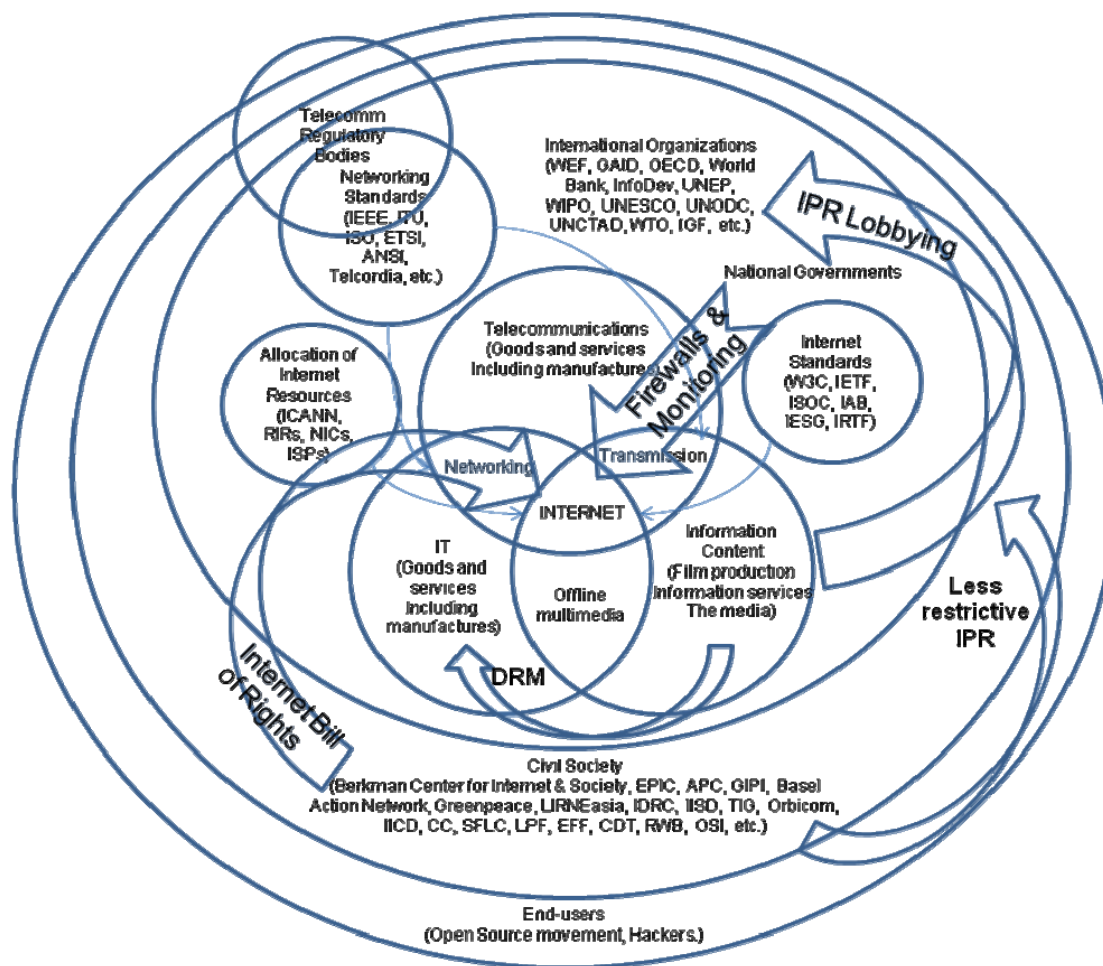 Telecomm
Regulatory
Bodies
Networking
Standards
(IEEE, ITU,
ISO, ETSI,
ANSI,
Telcordia, etc.)
International Organizations
(WEF, GAID, OECD, World
Bank, InfoDev, UNEP,
WIPO, UNESCO, UNODC,
UNCTAD, WTO, IGF, etc.)
IPR Lobbying
National Governments
Telecommunications
(Goods and services
Including manufactures)
Firewalls &
Monitoring
Internet
Standards
(W3C, IETF,
ISOC, IAB,
IESG, IRTF)
Allocation of
Internet
Resources
(ICANN,
RIRs, NICs,
ISPs)
Networking
Transmission
INTERNET
IT
(Goods and
services
Including
manufactures)
Offline
multimedia
Information
Content
(Film production
Information services
The media)
Less
restrictive
IPR
DRM
Internet Bill
of Rights
Civil Society
(Berkman Center for Internet & Society, EPIC, APC, GIPI, Basel
Action Network, Greenpeace, LIRNEasia, IDRC, IISD, TIG, Orbicom,
IICD, CC, SFLC, LPF, EFF, CDT, RWB, OSI, etc.)
End-users
(Open Source movement, Hackers.)